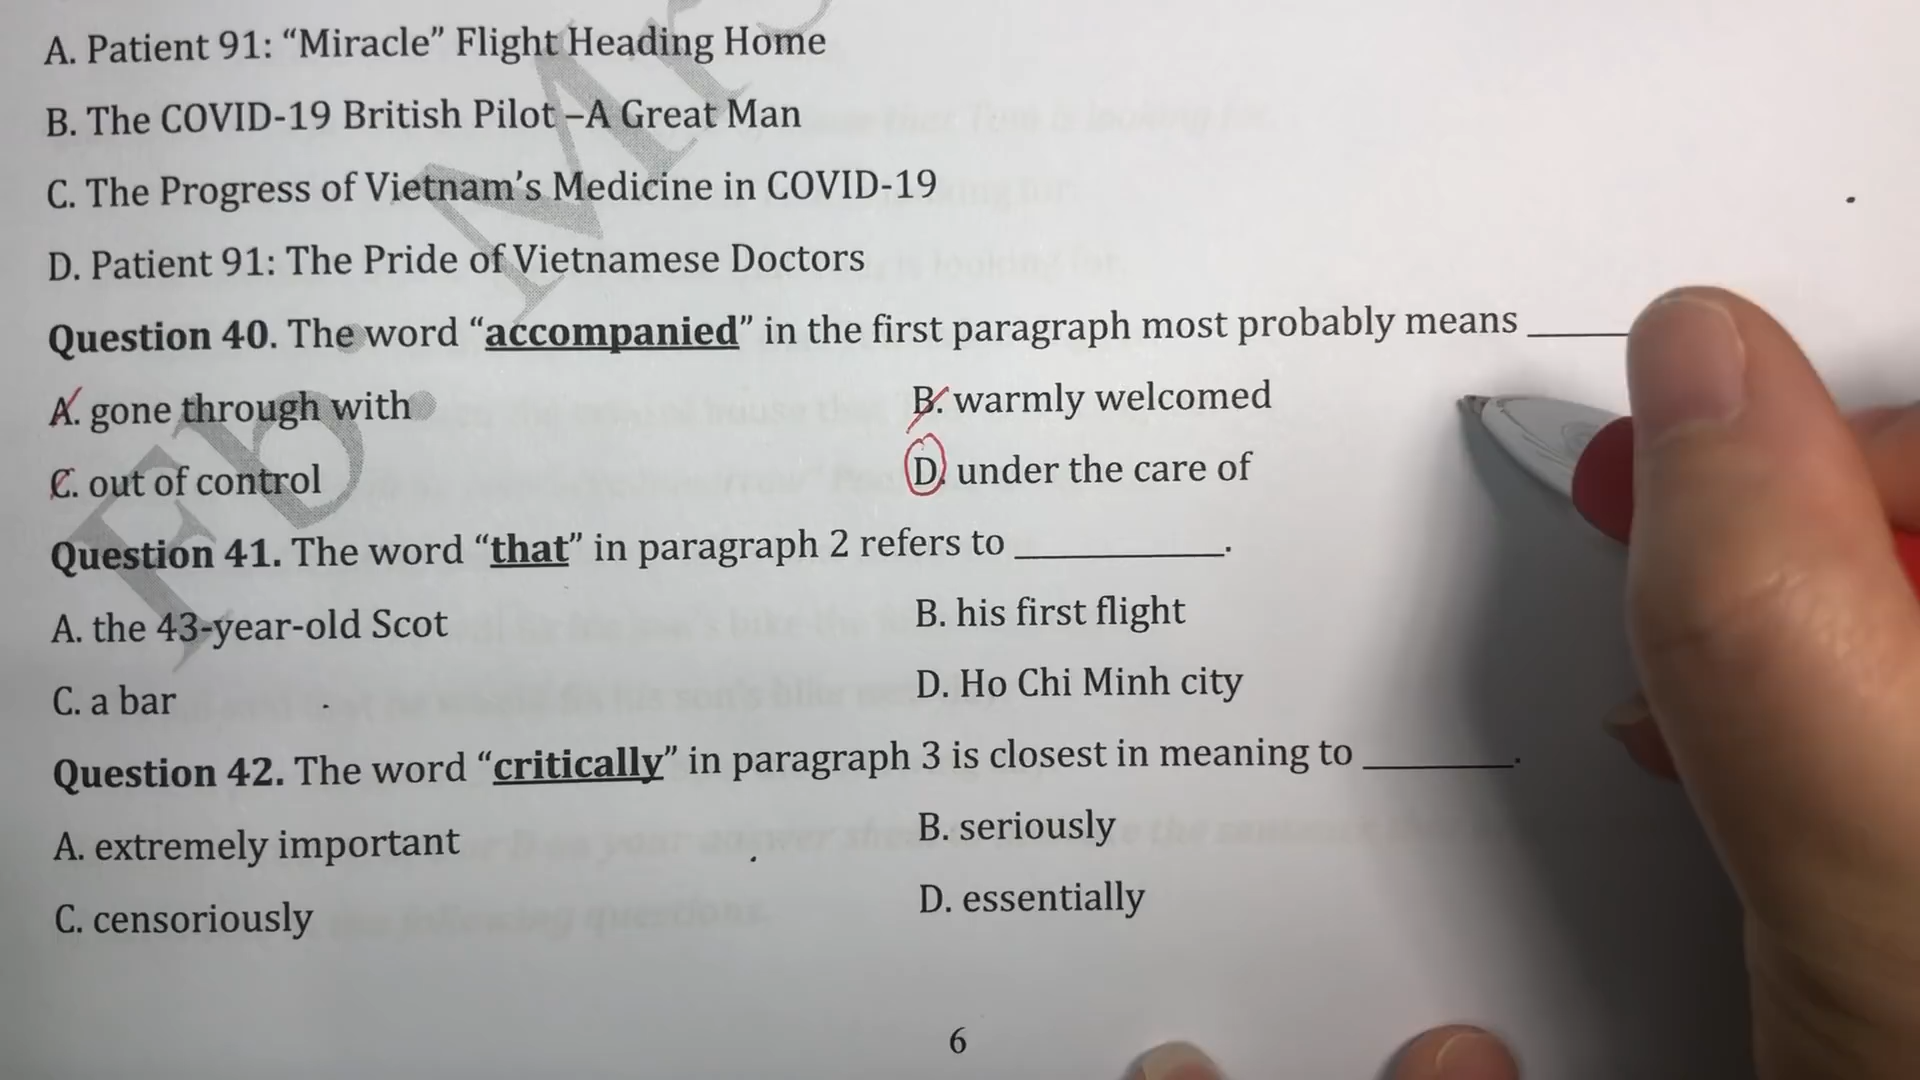 A. Patient 91: “Miracle” Flight Heading Home
B. The COVID-19 British Pilot –A Great Man
C. The Progress of Vietnam’s Medicine in COVID-19
D. Patient 91: The Pride of Vietnamese Doctors
Question 40. The word “accompanied” in the first paragraph most probably means ______
A. gone through with
B. warmly welcomed
C. out of control
D. under the care of
Question 41. The word “that” in paragraph 2 refers to ____________.
A. the 43-year-old Scot
B. his first flight
C. a bar
D. Ho Chi Minh city
Question 42. The word “critically” in paragraph 3 is closest in meaning to _________.
A. extremely important
B. seriously
C. censoriously
D. essentially
6